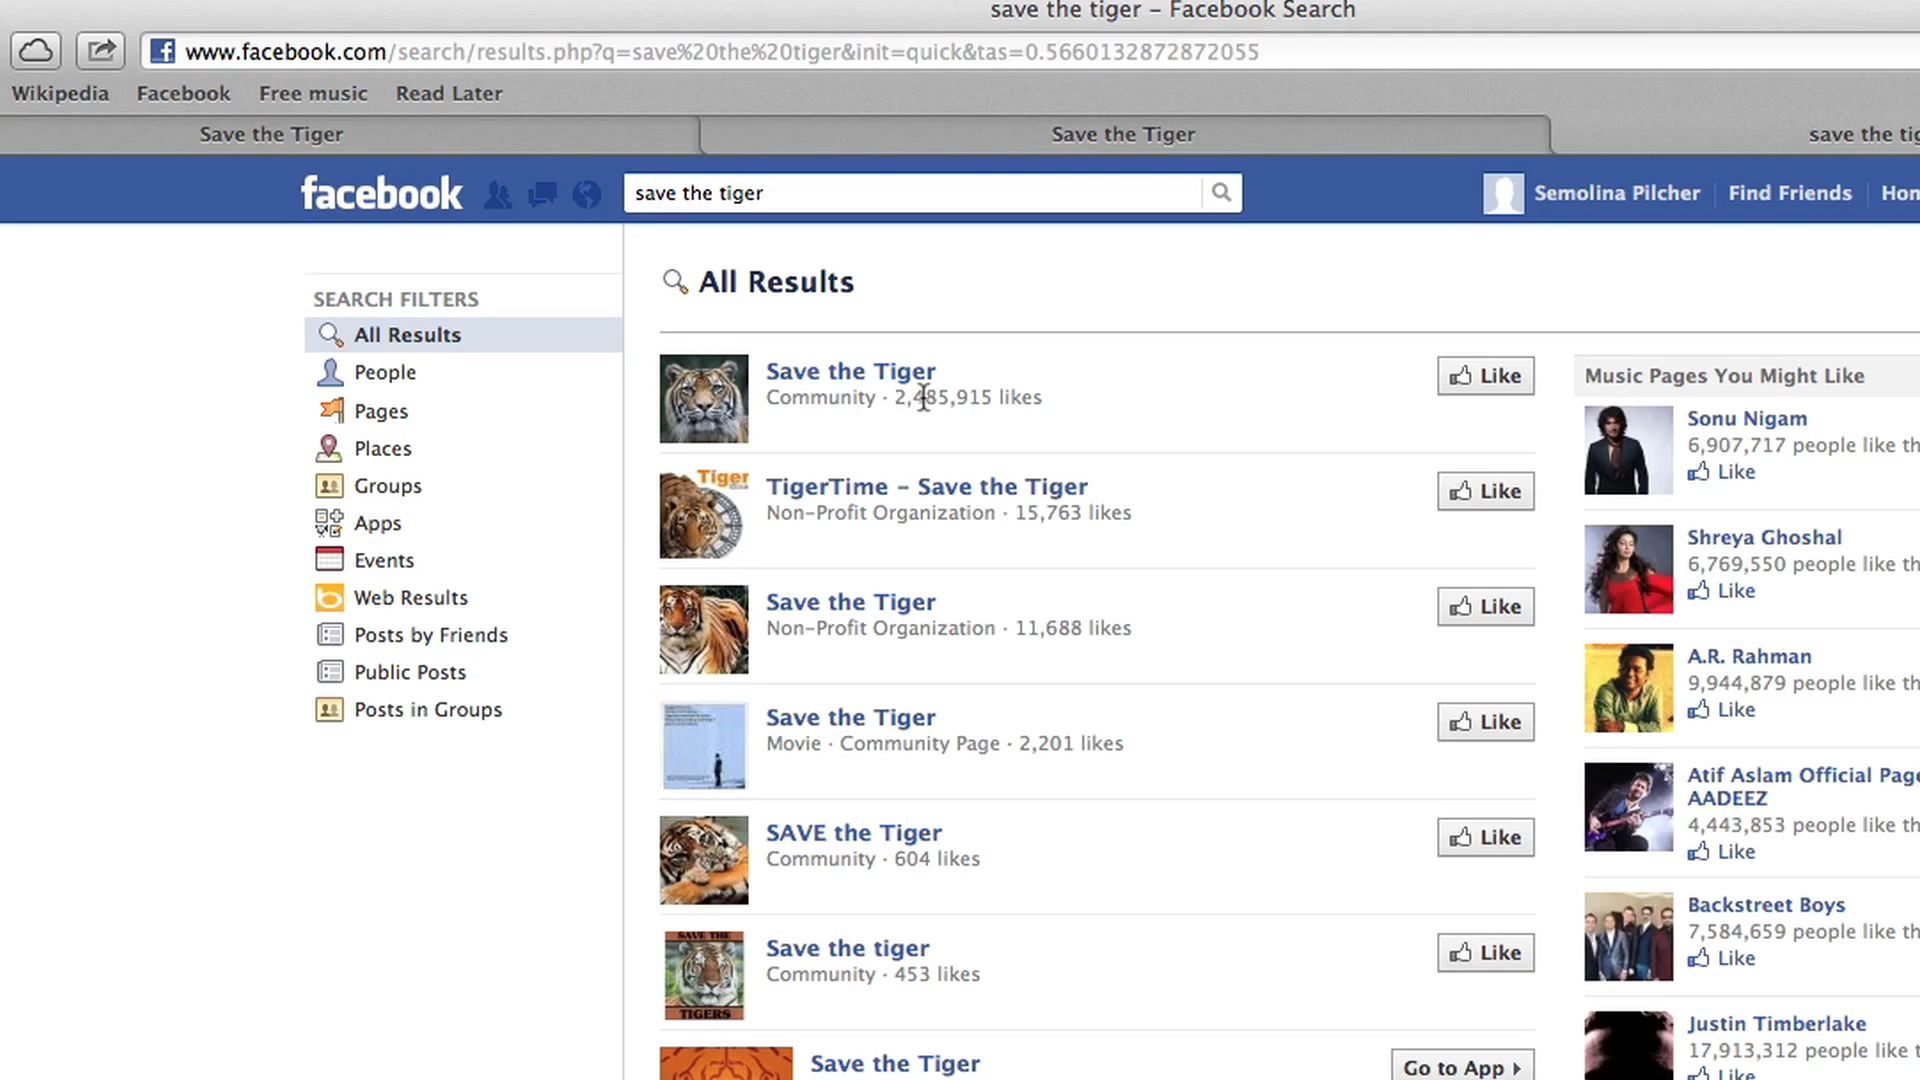 save the tiger – Facebook Search
www.facebook.com/search/results.php?q=save%20the%20tiger&init=quick&tas=0.5660132872872055
Wikipedia Facebook Free music Read Later
Save the Tiger Save the Tiger save the tig
facebook save the tiger Semolina Pilcher Find Friends Hon
SEARCH FILTERS
All Results
People
Pages
Places
Groups
Apps
Events
Web Results
Posts by Friends
Public Posts
Posts in Groups
All Results
Save the Tiger
Community · 2,485,915 likes
Like
Tiger
TigerTime – Save the Tiger
Non-Profit Organization · 15,763 likes
Like
Save the Tiger
Non-Profit Organization · 11,688 likes
Like
Save the Tiger
Movie · Community Page · 2,201 likes
Like
SAVE the Tiger
Community · 604 likes
Like
SAVE THE
TIGERS
Save the tiger
Community · 453 likes
Like
Save the Tiger
Go to App
Music Pages You Might Like
Sonu Nigam
6,907,717 people like th
Like
Shreya Ghoshal
6,769,550 people like th
Like
A.R. Rahman
9,944,879 people like th
Like
Atif Aslam Official Page
AADEEZ
4,443,853 people like th
Like
Backstreet Boys
7,584,659 people like th
Like
Justin Timberlake
17,913,312 people like t
Like